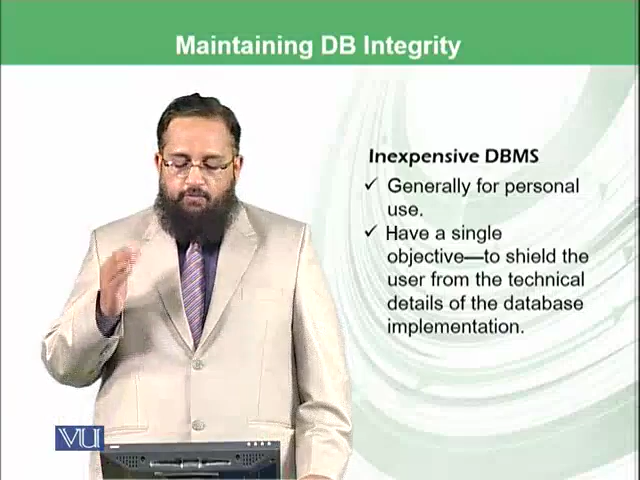 Maintaining DB Integrity
Inexpensive DBMS
✓ Generally for personal
use.
✓ Have a single
objective—to shield the
user from the technical
details of the database
implementation.
VU